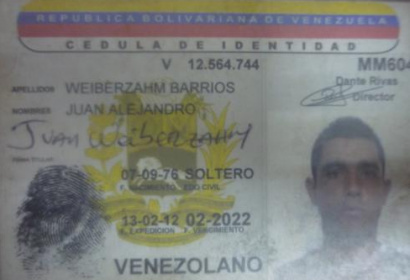 REPUBLICA BOLIVARIANA DE VENEZUELA
CEDULA DE IDENTIDAD
V 12.564.744 MM604
APELLIDOS WEIBERZAHM BARRIOS
Dante Rivas
Director
NOMBRES JUAN ALEJANDRO
Juan Weiberzahm
07-09-76 SOLTERO
F. NACIMIENTO EDO CIVIL
13-02-12 02-2022
F. EXPEDICION F. VENCIMIENTO
VENEZOLANO